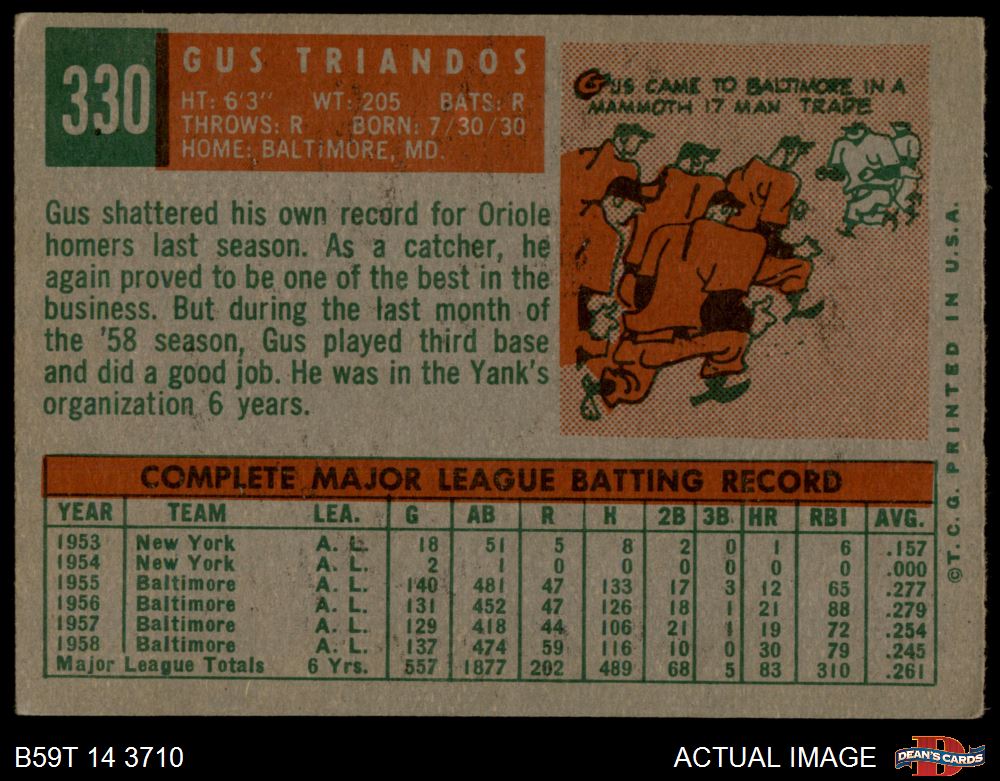 330
GUS TRIANDOS
HT: 6'3" WT: 205 BATS: R
THROWS: R BORN: 7/30/30
HOME: BALTIMORE, MD.
GUS CAME TO BALTIMORE IN A
MAMMOTH 17 MAN TRADE
Gus shattered his own record for Oriole
homers last season. As a catcher, he
again proved to be one of the best in the
business. But during the last month of
the '58 season, Gus played third base
and did a good job. He was in the Yank's
organization 6 years.
©T.C.G. PRINTED IN U.S.A.
COMPLETE MAJOR LEAGUE BATTING RECORD
YEAR TEAM LEA. G AB R H 2B 3B HR RBI AVG.
1953 New York A. L. 18 51 5 8 2 0 1 6 .157
1954 New York A. L. 2 1 0 0 0 0 0 0 .000
1955 Baltimore A. L. 140 481 47 133 17 3 12 65 .277
1956 Baltimore A. L. 131 452 47 126 18 1 21 88 .279
1957 Baltimore A. L. 129 418 44 106 21 1 19 72 .254
1958 Baltimore A. L. 137 474 59 116 10 0 30 79 .245
Major League Totals 6 Yrs. 557 1877 202 489 68 5 83 310 .261
B59T 14 3710
ACTUAL IMAGE
D
DEAN'S CARDS